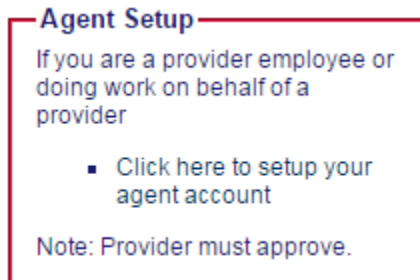 Agent Setup
If you are a provider employee or
doing work on behalf of a
provider
▪ Click here to setup your
agent account
Note: Provider must approve.